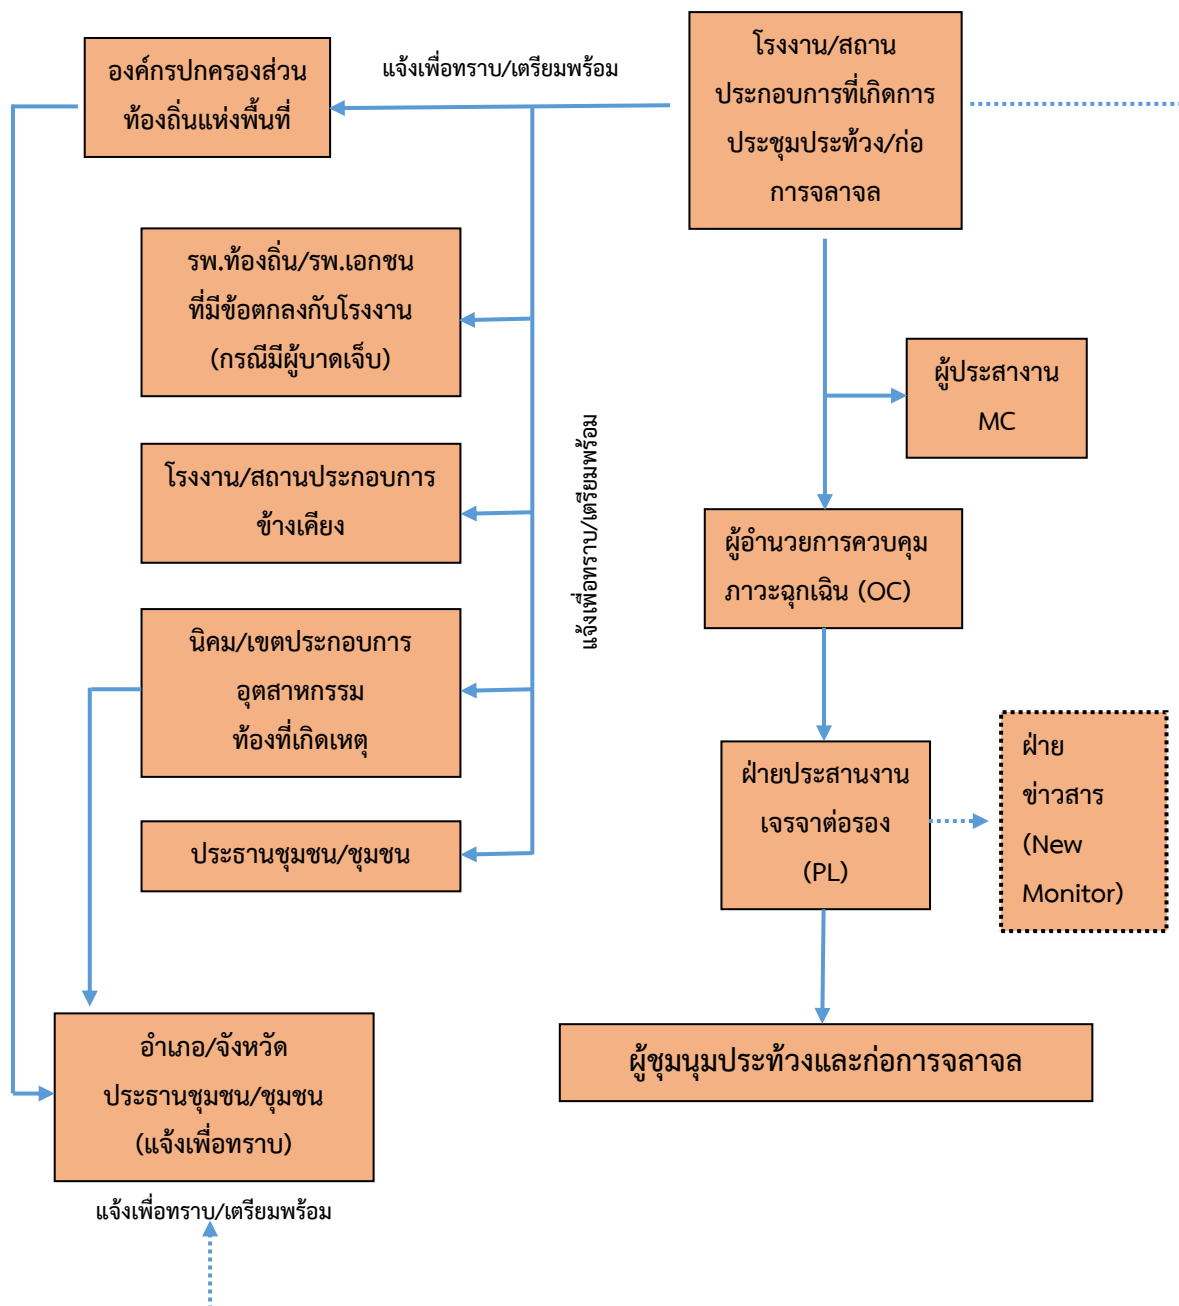 องค์กรปกครองส่วน
ท้องถิ่นแห่งพื้นที่
แจ้งเพื่อทราบ/เตรียมพร้อม
โรงงาน/สถาน
ประกอบการที่เกิดการ
ประชุมประท้วง/ก่อ
การจลาจล
รพ.ท้องถิ่น/รพ.เอกชน
ที่มีข้อตกลงกับโรงงาน
(กรณีมีผู้บาดเจ็บ)
ผู้ประสางาน
MC
โรงงาน/สถานประกอบการ
ข้างเคียง
แจ้งเพื่อทราบ/เตรียมพร้อม
ผู้อำนวยการควบคุม
ภาวะฉุกเฉิน (OC)
นิคม/เขตประกอบการ
อุตสาหกรรม
ท้องที่เกิดเหตุ
ฝ่ายประสานงาน
เจรจาต่อรอง
(PL)
ฝ่าย
ข่าวสาร
(New
Monitor)
ประธานชุมชน/ชุมชน
อำเภอ/จังหวัด
ประธานชุมชน/ชุมชน
(แจ้งเพื่อทราบ)
ผู้ชุมนุมประท้วงและก่อการจลาจล
แจ้งเพื่อทราบ/เตรียมพร้อม